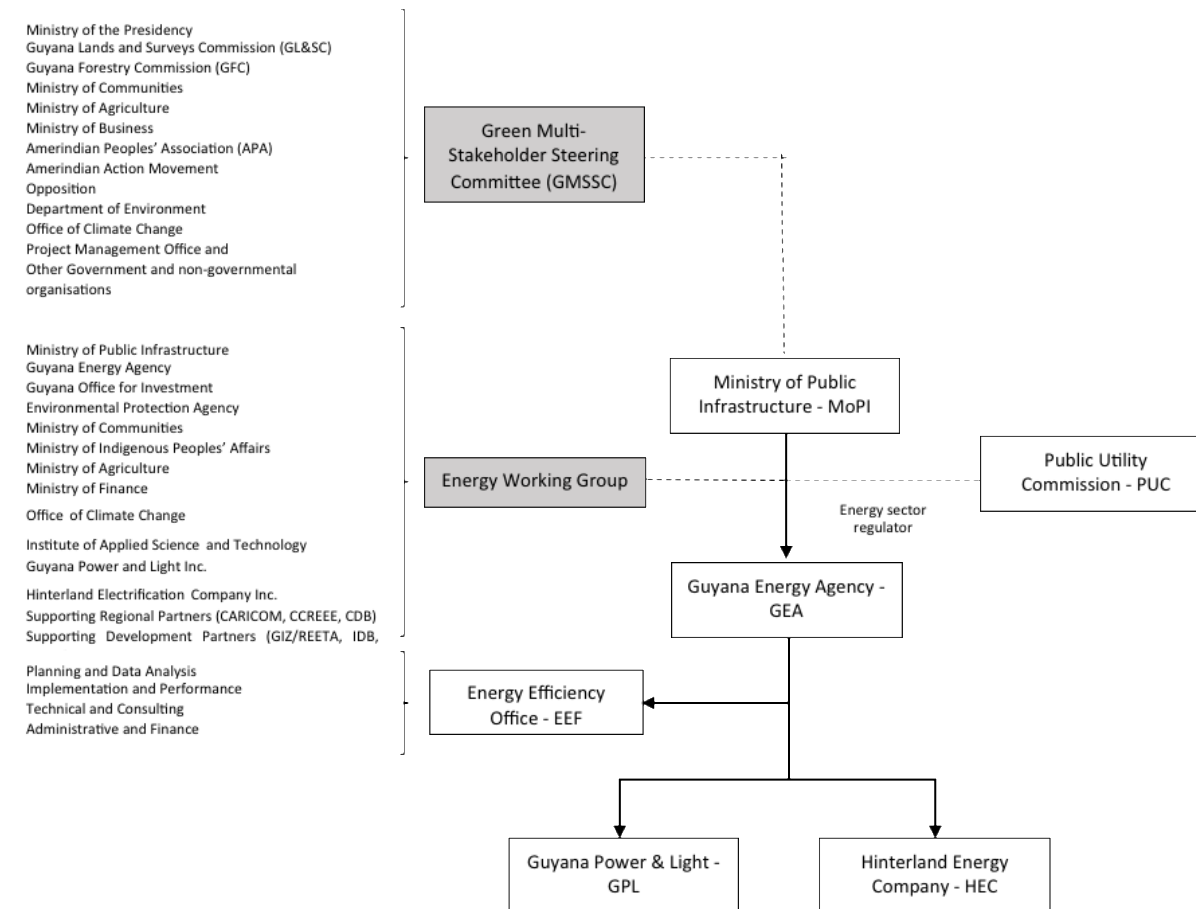 Ministry of the Presidency
Guyana Lands and Surveys Commission (GL&SC)
Guyana Forestry Commission (GFC)
Ministry of Communities
Ministry of Agriculture
Ministry of Business
Amerindian Peoples’ Association (APA)
Amerindian Action Movement
Opposition
Department of Environment
Office of Climate Change
Project Management Office and
Other Government and non-governmental
organisations
Green Multi-
Stakeholder Steering
Committee (GMSSC)
Ministry of Public Infrastructure
Guyana Energy Agency
Guyana Office for Investment
Environmental Protection Agency
Ministry of Communities
Ministry of Indigenous Peoples’ Affairs
Ministry of Agriculture
Ministry of Finance
Office of Climate Change
Institute of Applied Science and Technology
Guyana Power and Light Inc.
Hinterland Electrification Company Inc.
Supporting Regional Partners (CARICOM, CCREEE, CDB)
Supporting Development Partners (GIZ/REETA, IDB,
Energy Working Group
Ministry of Public
Infrastructure - MoPI
Public Utility
Commission - PUC
Energy sector
regulator
Guyana Energy Agency -
GEA
Planning and Data Analysis
Implementation and Performance
Technical and Consulting
Administrative and Finance
Energy Efficiency
Office - EEF
Guyana Power & Light -
GPL
Hinterland Energy
Company - HEC